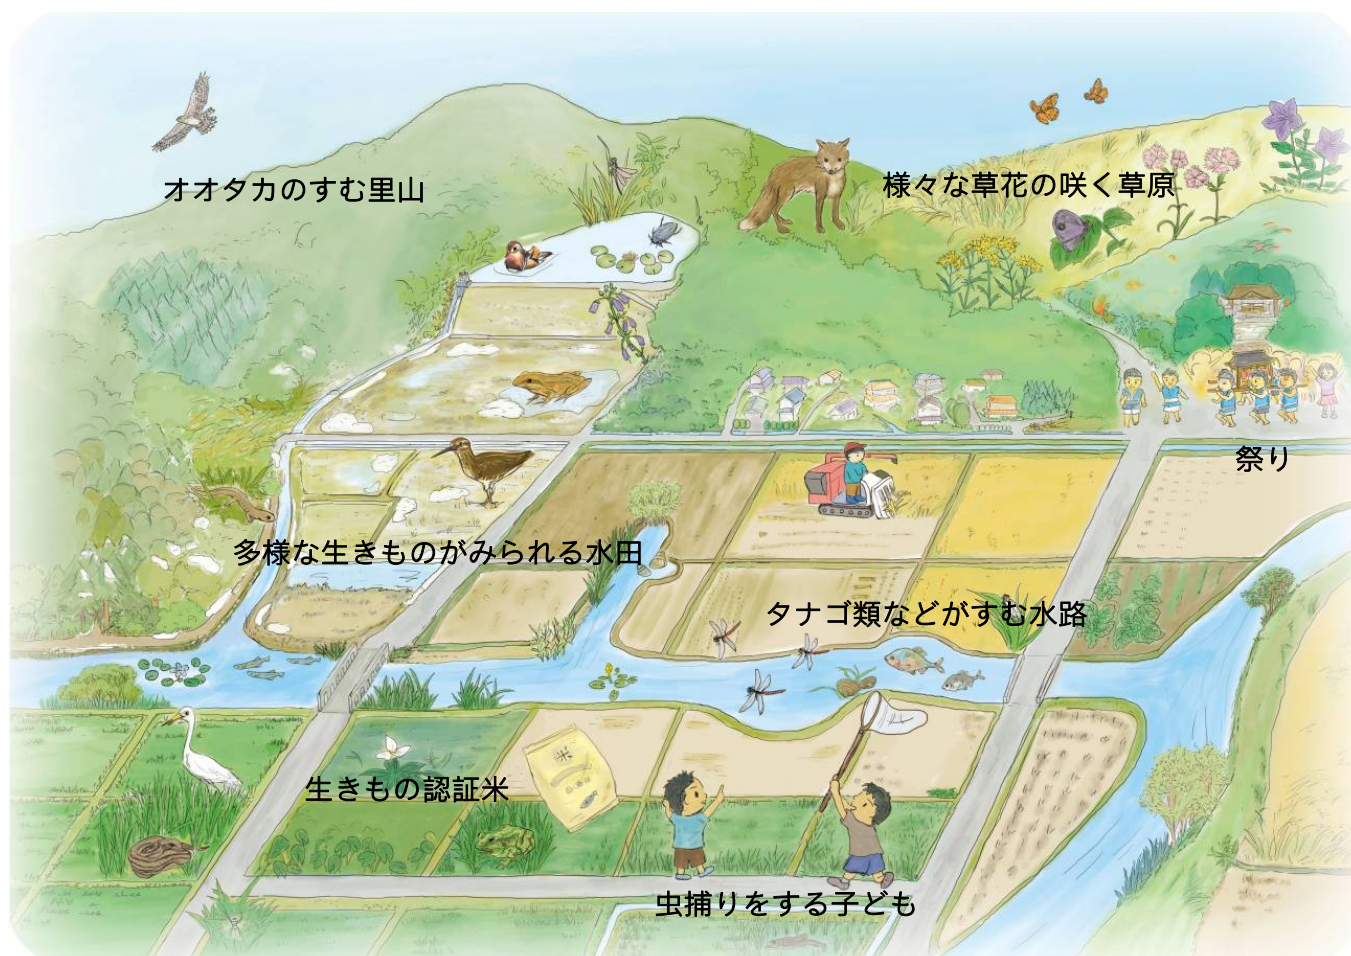 オオタカのすむ里山
様々な草花の咲く草原
祭り
多様な生きものがみられる水田
タナゴ類などがすむ水路
米
生きもの認証米
虫捕りをする子ども